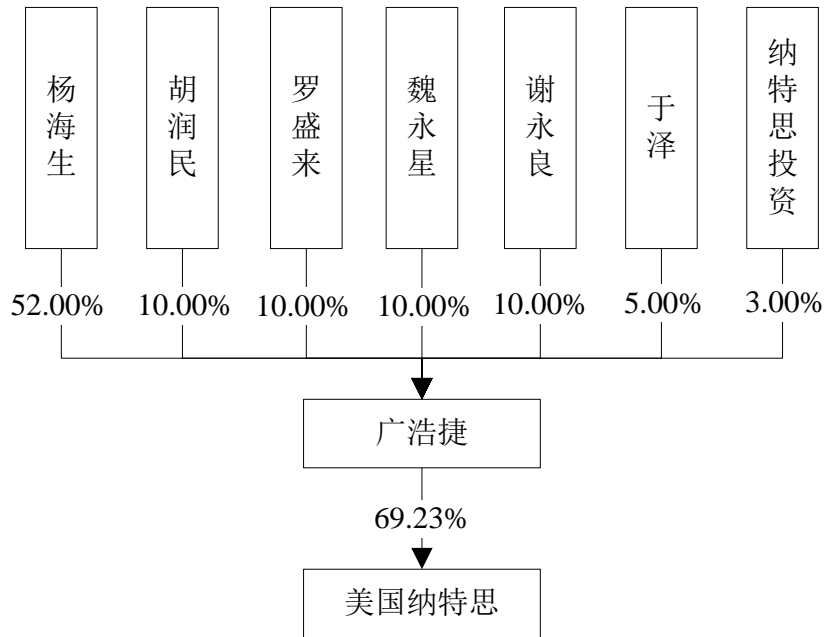 杨海生
胡润民
罗盛来
魏永星
谢永良
于泽
纳特思投资
52.00%
10.00%
10.00%
10.00%
10.00%
5.00%
3.00%
广浩捷
69.23%
美国纳特思